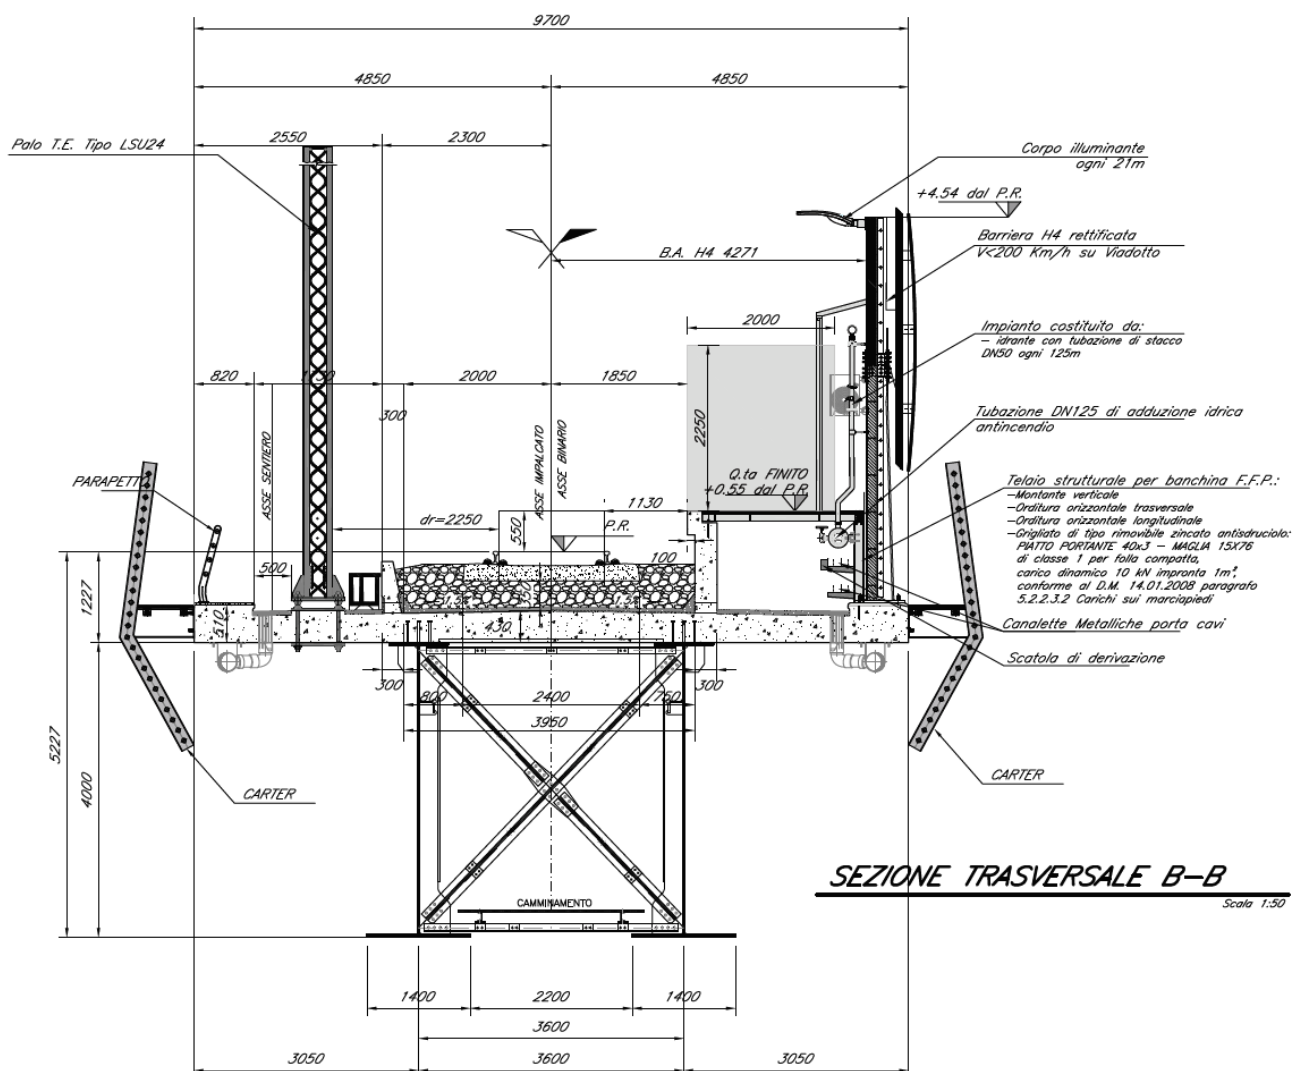 9700
4850
4850
2550
2300
Palo T.E. Tipo LSU24
Corpo illuminante
ogni 21m
+4.54 dal P.R.
Barriera H4 rettificata
V<200 Km/h su Viadotto
B.A. H4 4271
2000
Impianto costituito da:
- idrante con tubazione di stacco
DN50 ogni 125m
820
2000
1850
300
2250
Tubazione DN125 di adduzione idrica
antincendio
ASSE SENTIERO
ASSE IMPALCATO
ASSE BINARIO
PARAPETTO
Q.ta FINITO
+0.55 dal P.R.
Telaio strutturale per banchina F.F.P.:
-Montante verticale
-Orditura orizzontale trasversale
-Orditura orizzontale longitudinale
-Grigliato di tipo rimovibile zincato antisdruciolo:
PIATTO PORTANTE 40x3 - MAGLIA 15X76
di classe 1 per folla compatta,
carico dinamico 10 kN impronta 1m²,
conforme al D.M. 14.01.2008 paragrafo
5.2.2.3.2 Carichi sui marciapiedi
1130
dr=2250
550
P.R.
100
500
1227
510
430
Canalette Metalliche porta cavi
Scatola di derivazione
300
800
2400
750
300
3950
5227
4000
CARTER
CARTER
SEZIONE TRASVERSALE B-B
Scala 1:50
CAMMINAMENTO
1400
2200
1400
3600
3050
3600
3050